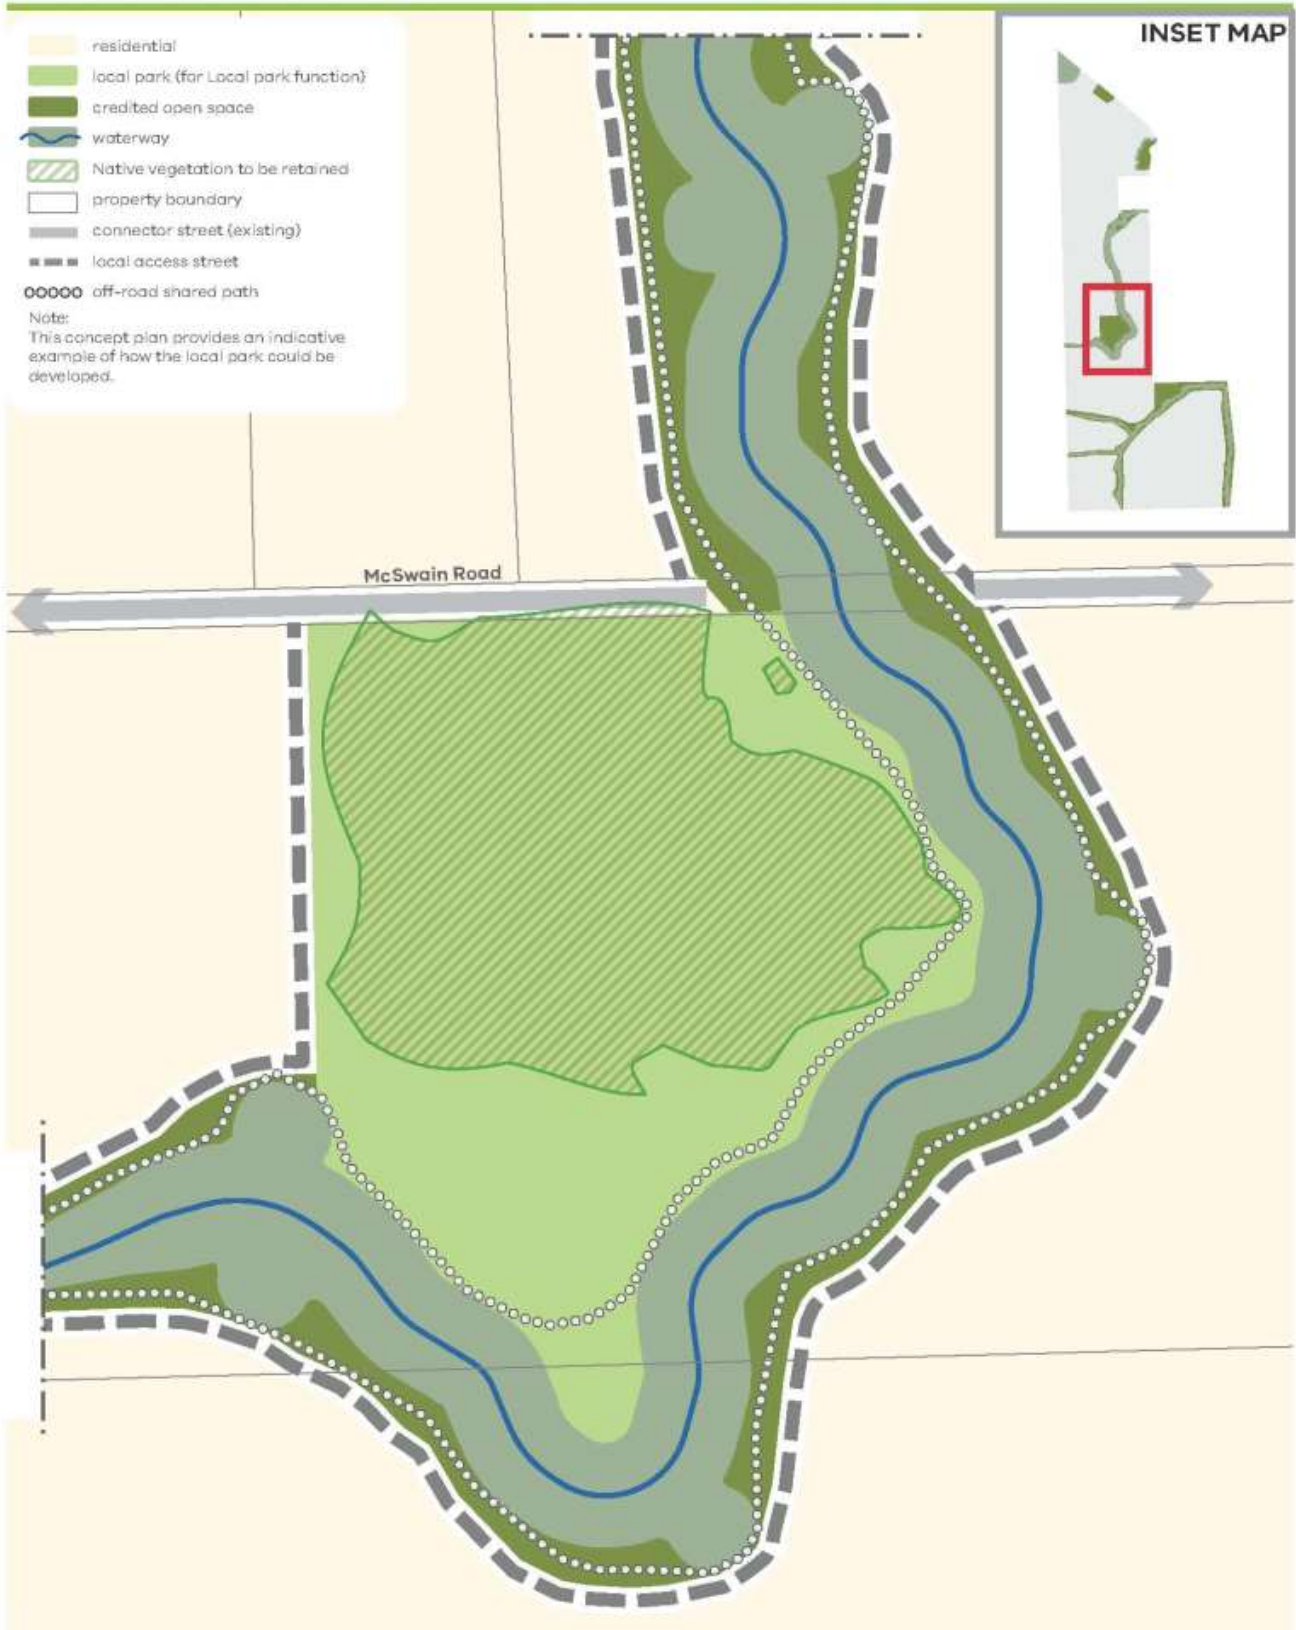 residential
local park (for Local park function)
credited open space
waterway
Native vegetation to be retained
property boundary
connector street (existing)
local access street
off-road shared path
Note:
This concept plan provides an indicative
example of how the local park could be
developed.
INSET MAP
McSwain Road